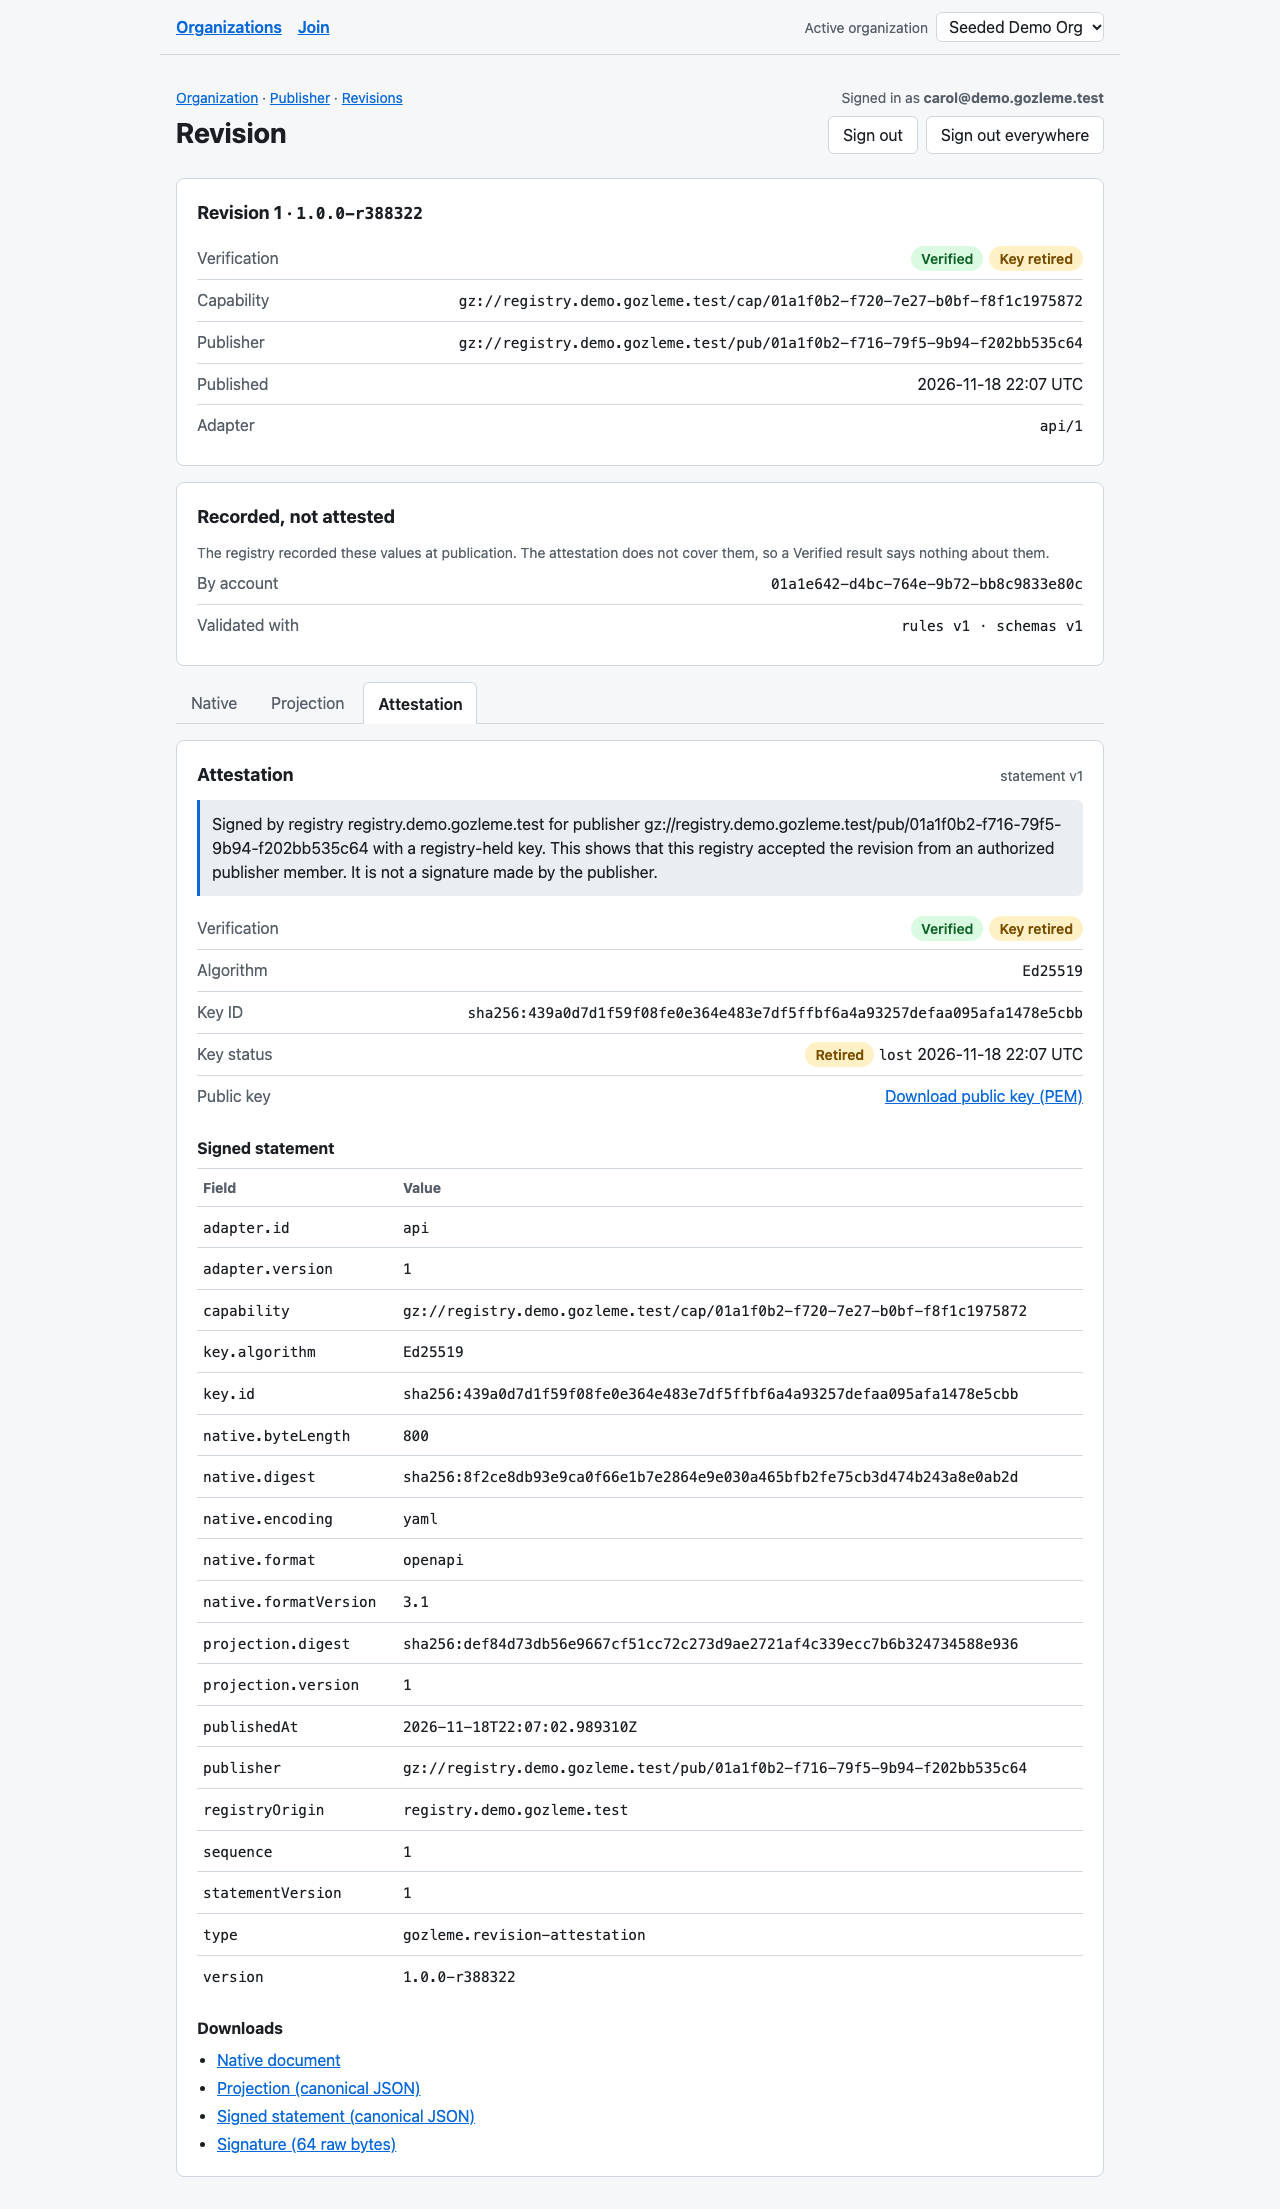 Organizations Join Active organization Seeded Demo Org
Organization · Publisher · Revisions Signed in as carol@demo.gozleme.test
Revision Sign out Sign out everywhere
Revision 1 · 1.0.0-r388322
Verification Verified Key retired
Capability gz://registry.demo.gozleme.test/cap/01a1f0b2-f720-7e27-b0bf-f8f1c1975872
Publisher gz://registry.demo.gozleme.test/pub/01a1f0b2-f716-79f5-9b94-f202bb535c64
Published 2026-11-18 22:07 UTC
Adapter api/1
Recorded, not attested
The registry recorded these values at publication. The attestation does not cover them, so a Verified result says nothing about them.
By account 01a1e642-d4bc-764e-9b72-bb8c9833e80c
Validated with rules v1 · schemas v1
Native Projection Attestation
Attestation statement v1
Signed by registry registry.demo.gozleme.test for publisher gz://registry.demo.gozleme.test/pub/01a1f0b2-f716-79f5-
9b94-f202bb535c64 with a registry-held key. This shows that this registry accepted the revision from an authorized
publisher member. It is not a signature made by the publisher.
Verification Verified Key retired
Algorithm Ed25519
Key ID sha256:439a0d7d1f59f08fe0e364e483e7df5ffbf6a4a93257defaa095afa1478e5cbb
Key status Retired lost 2026-11-18 22:07 UTC
Public key Download public key (PEM)
Signed statement
Field Value
adapter.id api
adapter.version 1
capability gz://registry.demo.gozleme.test/cap/01a1f0b2-f720-7e27-b0bf-f8f1c1975872
key.algorithm Ed25519
key.id sha256:439a0d7d1f59f08fe0e364e483e7df5ffbf6a4a93257defaa095afa1478e5cbb
native.byteLength 800
native.digest sha256:8f2ce8db93e9ca0f66e1b7e2864e9e030a465bfb2fe75cb3d474b243a8e0ab2d
native.encoding yaml
native.format openapi
native.formatVersion 3.1
projection.digest sha256:def84d73db56e9667cf51cc72c273d9ae2721af4c339ecc7b6b324734588e936
projection.version 1
publishedAt 2026-11-18T22:07:02.989310Z
publisher gz://registry.demo.gozleme.test/pub/01a1f0b2-f716-79f5-9b94-f202bb535c64
registryOrigin registry.demo.gozleme.test
sequence 1
statementVersion 1
type gozleme.revision-attestation
version 1.0.0-r388322
Downloads
• Native document
• Projection (canonical JSON)
• Signed statement (canonical JSON)
• Signature (64 raw bytes)